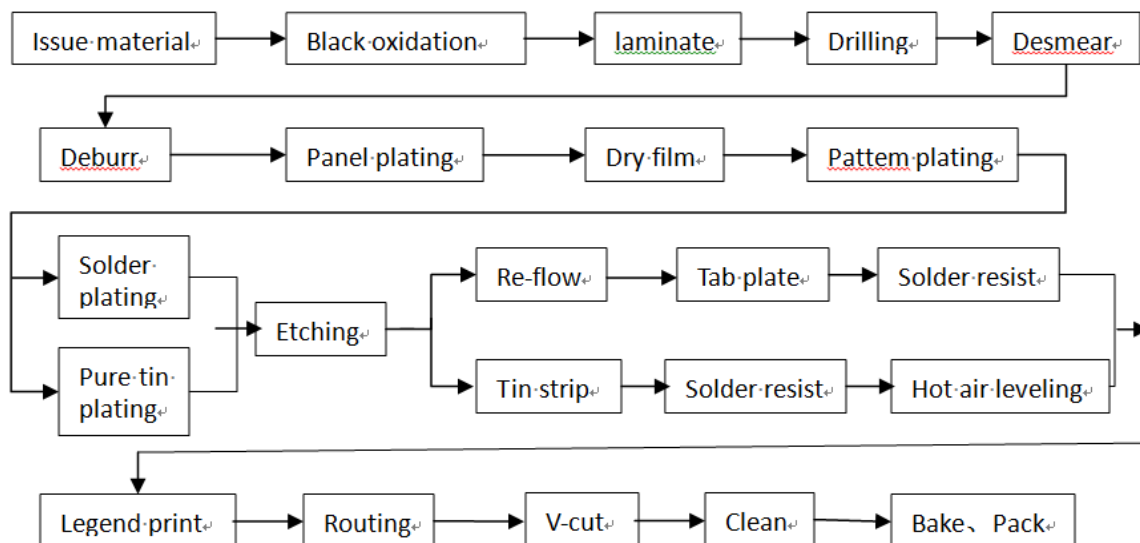 Issue material
Black oxidation
laminate
Drilling
Desmear
Deburr
Panel plating
Dry film
Pattem plating
Solder
plating
Pure tin
plating
Etching
Re-flow
Tab plate
Solder resist
Tin strip
Solder resist
Hot air leveling
Legend print
Routing
V-cut
Clean
Bake、Pack